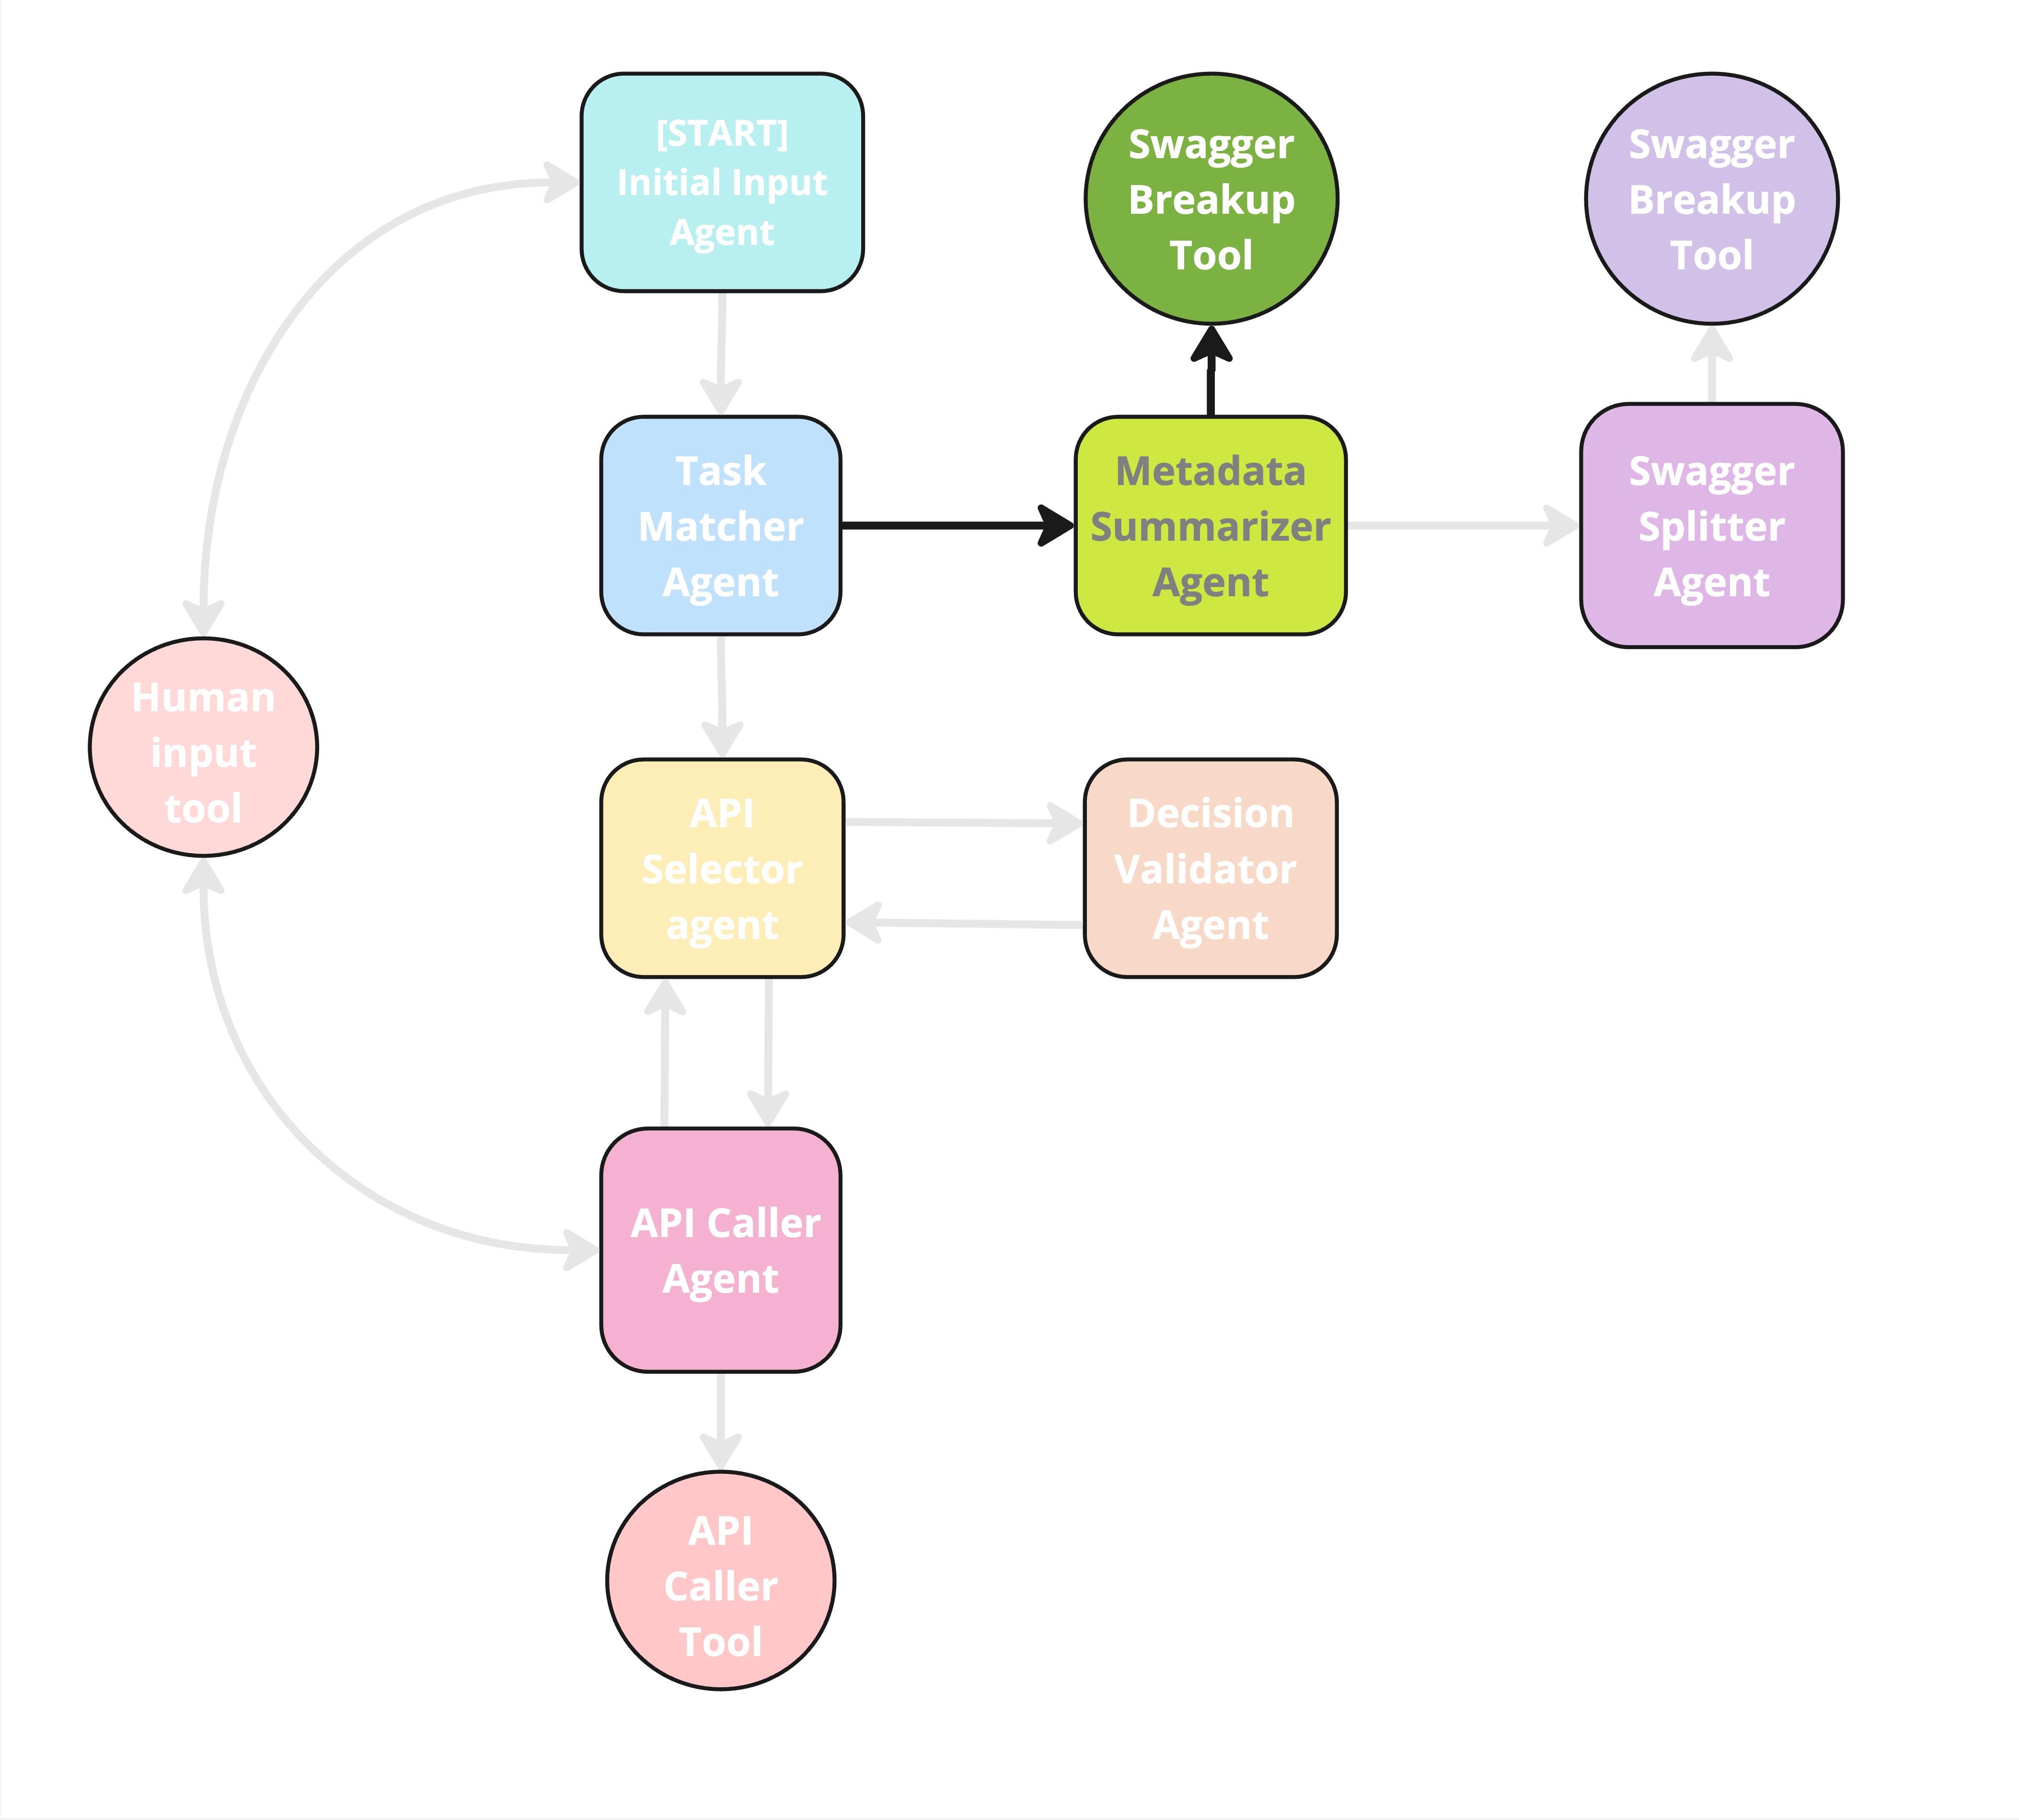 [START]
Initial Input
Agent
Swagger
Breakup
Tool
Swagger
Breakup
Tool
Task
Matcher
Agent
Metadata
Summarizer
Agent
Swagger
Splitter
Agent
Human
input
tool
API
Selector
agent
Decision
Validator
Agent
API Caller
Agent
API
Caller
Tool